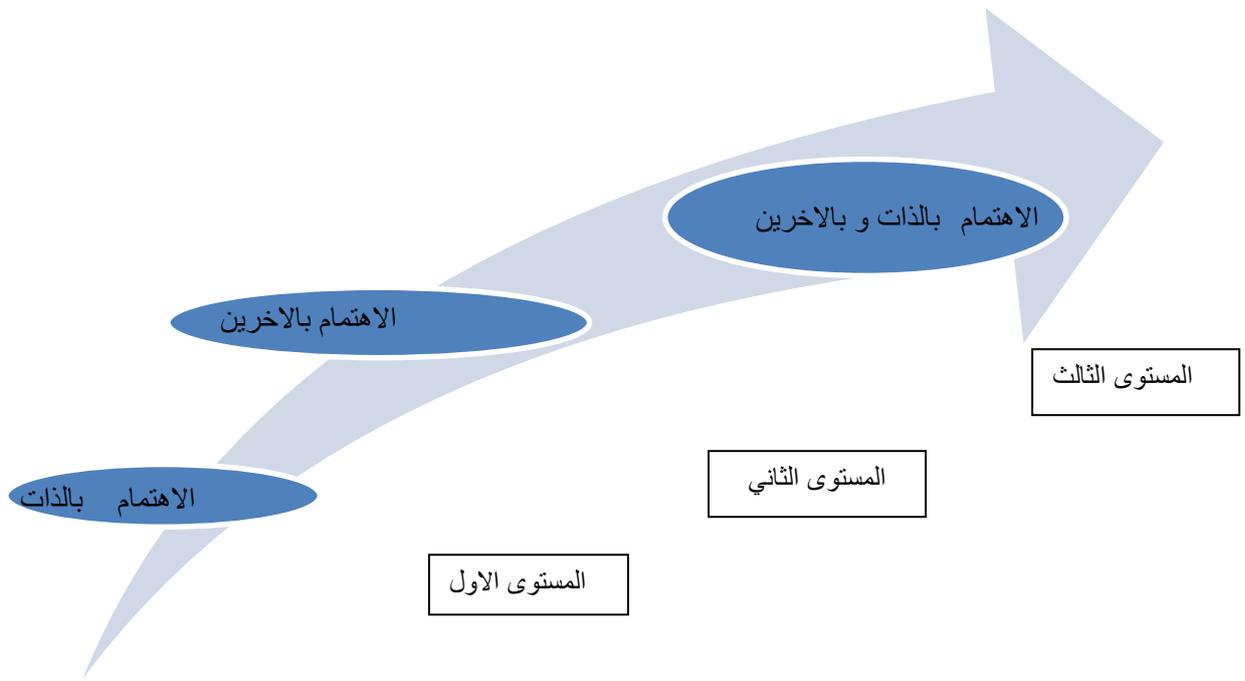 الاهتمام بالذات و بالاخرين
الاهتمام بالاخرين
المستوى الثالث
المستوى الثاني
الاهتمام بالذات
المستوى الاول